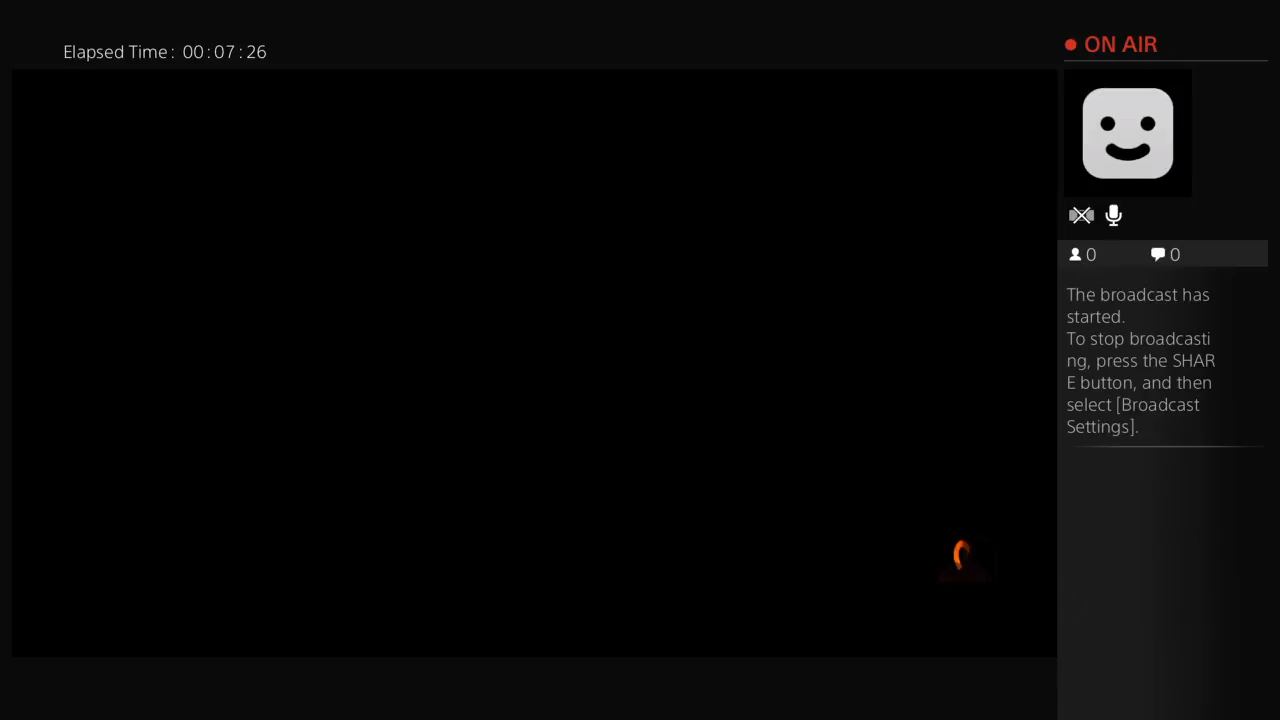 Elapsed Time: 00:07:26
ON AIR
0 0
The broadcast has
started.
To stop broadcasti
ng, press the SHAR
E button, and then
select [Broadcast
Settings].